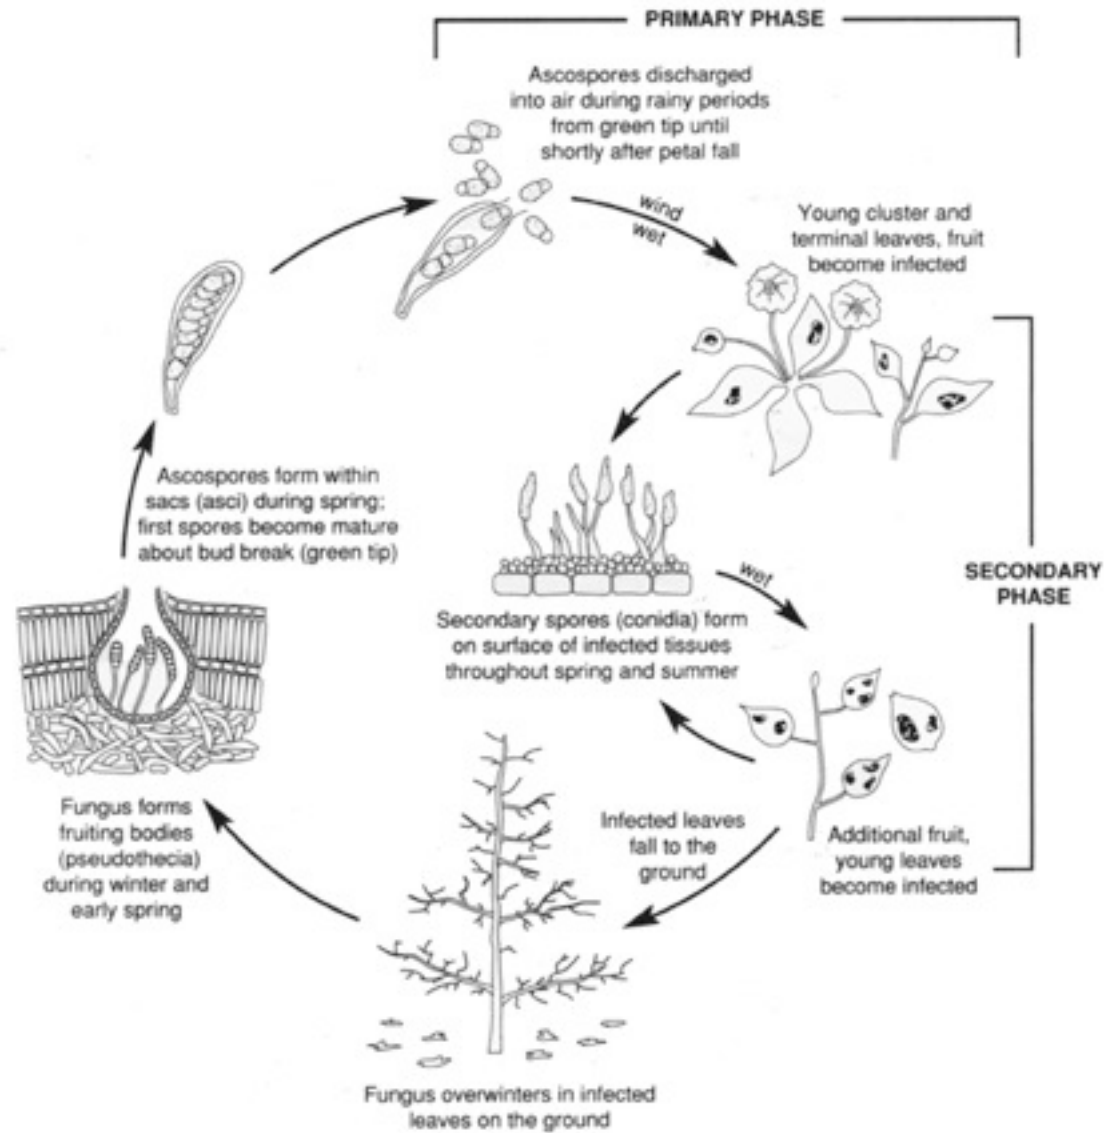 PRIMARY PHASE
Ascospores discharged
into air during rainy periods
from green tip until
shortly after petal fall
wind
wet
Young cluster and
terminal leaves, fruit
become infected
Ascospores form within
sacs (asci) during spring;
first spores become mature
about bud break (green tip)
wet
SECONDARY
PHASE
Secondary spores (conidia) form
on surface of infected tissues
throughout spring and summer
Fungus forms
fruiting bodies
(pseudothecia)
during winter and
early spring
Infected leaves
fall to the
ground
Additional fruit,
young leaves
become infected
Fungus overwinters in infected
leaves on the ground